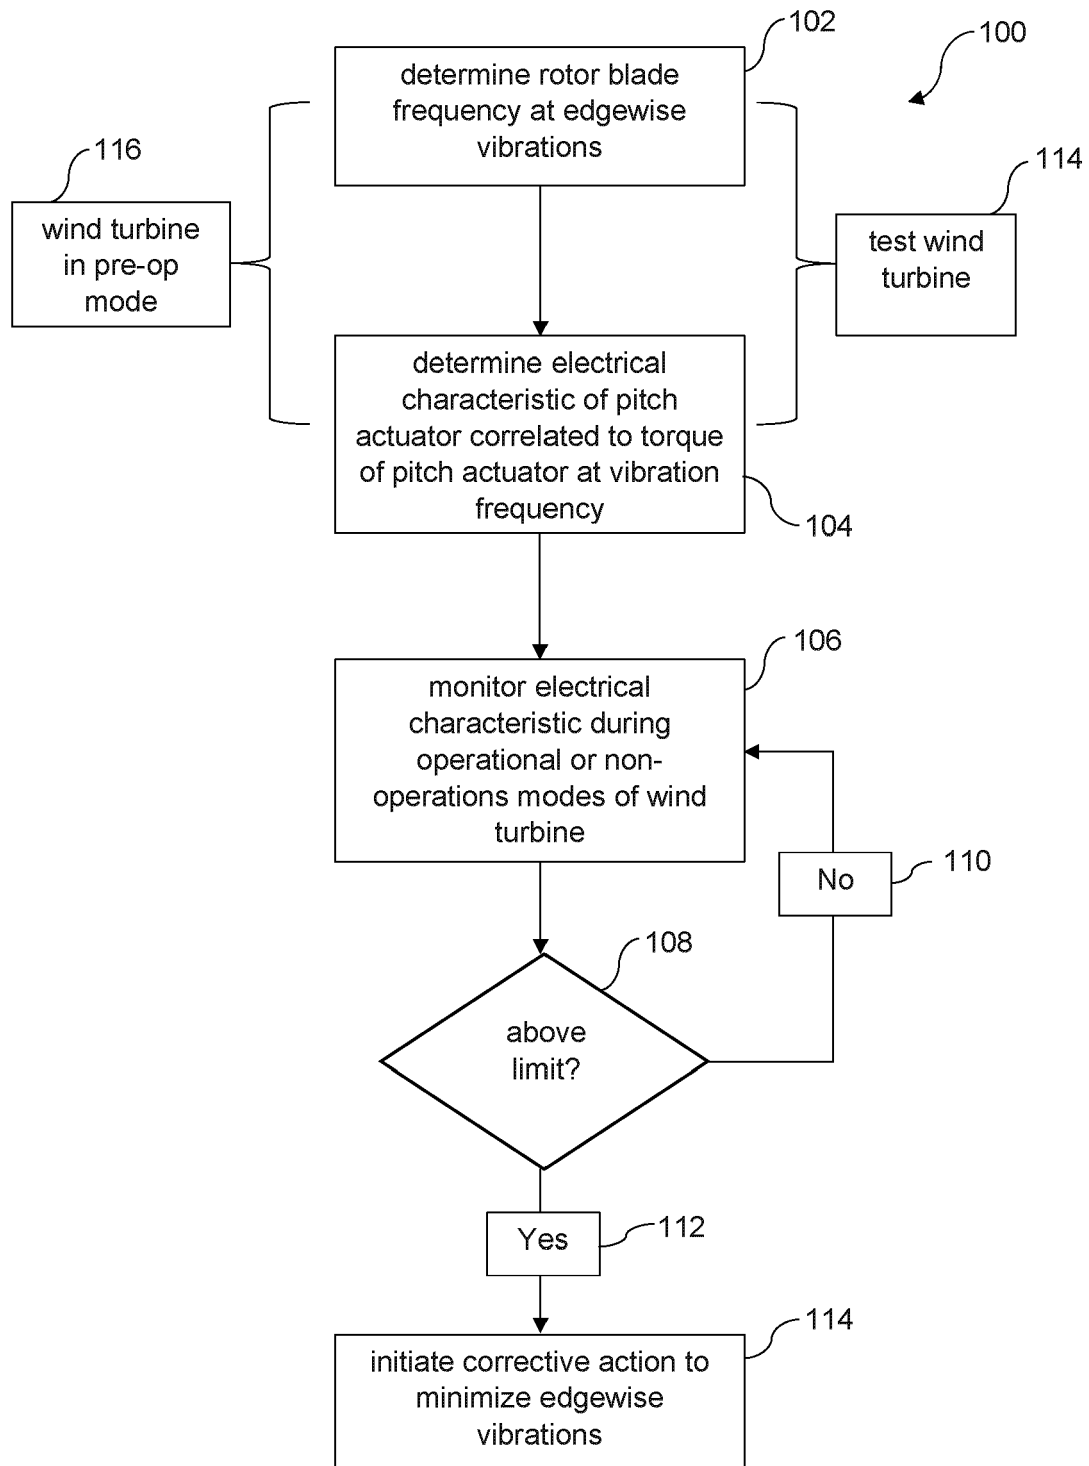 102
100
determine rotor blade
frequency at edgewise
vibrations
116
114
wind turbine
in pre-op
mode
test wind
turbine
determine electrical
characteristic of pitch
actuator correlated to torque
of pitch actuator at vibration
frequency
104
106
monitor electrical
characteristic during
operational or non-
operations modes of wind
turbine
No
110
108
above
limit?
Yes
112
114
initiate corrective action to
minimize edgewise
vibrations